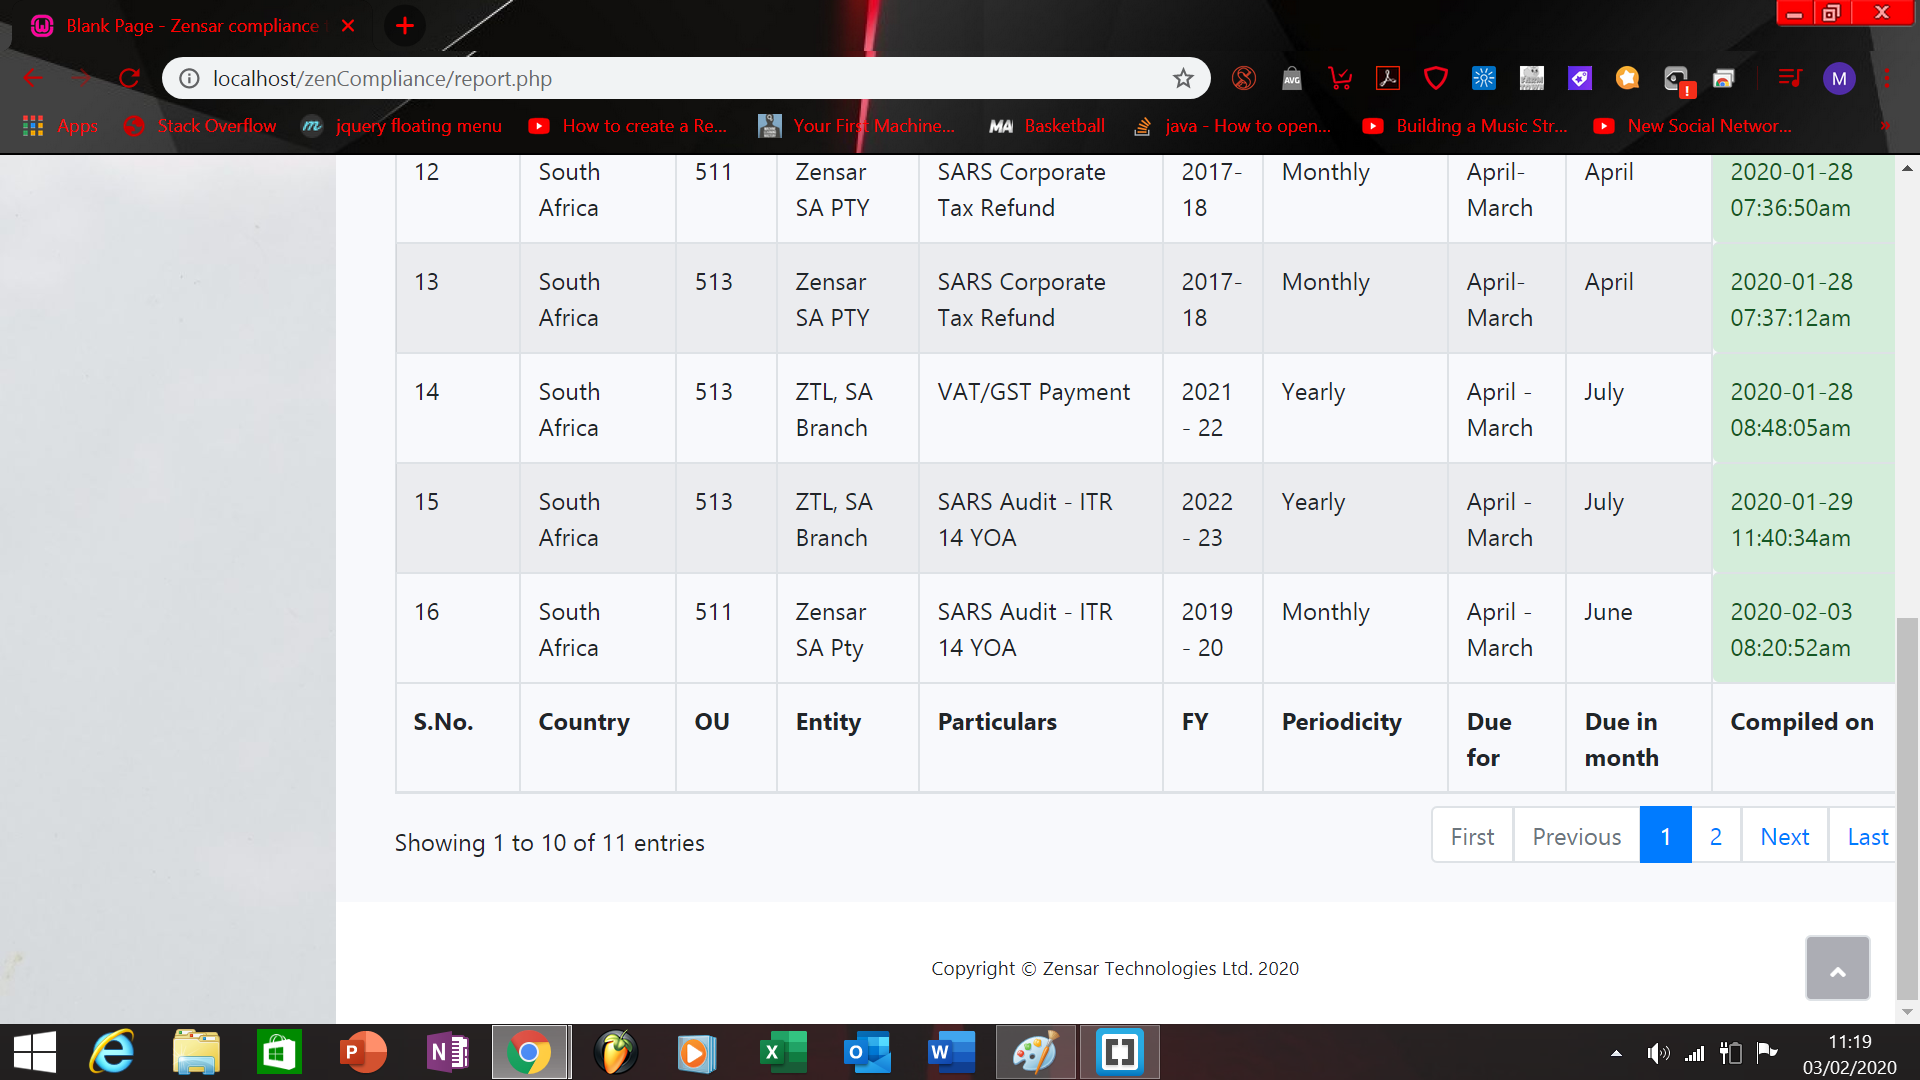 Blank Page - Zensar compliance
localhost/zenCompliance/report.php
AVG
M
Apps Stack Overflow jquery floating menu How to create a Re... Your First Machine... MA Basketball java - How to open... Building a Music Str... New Social Networ... »
12 South Africa 511 Zensar SA PTY SARS Corporate Tax Refund 2017-18 Monthly April-March April 2020-01-28 07:36:50am
13 South Africa 513 Zensar SA PTY SARS Corporate Tax Refund 2017-18 Monthly April-March April 2020-01-28 07:37:12am
14 South Africa 513 ZTL, SA Branch VAT/GST Payment 2021 - 22 Yearly April - March July 2020-01-28 08:48:05am
15 South Africa 513 ZTL, SA Branch SARS Audit - ITR 14 YOA 2022 - 23 Yearly April - March July 2020-01-29 11:40:34am
16 South Africa 511 Zensar SA Pty SARS Audit - ITR 14 YOA 2019 - 20 Monthly April - March June 2020-02-03 08:20:52am
S.No. Country OU Entity Particulars FY Periodicity Due for Due in month Compiled on
Showing 1 to 10 of 11 entries
First Previous 1 2 Next Last
Copyright © Zensar Technologies Ltd. 2020
11:19
03/02/2020